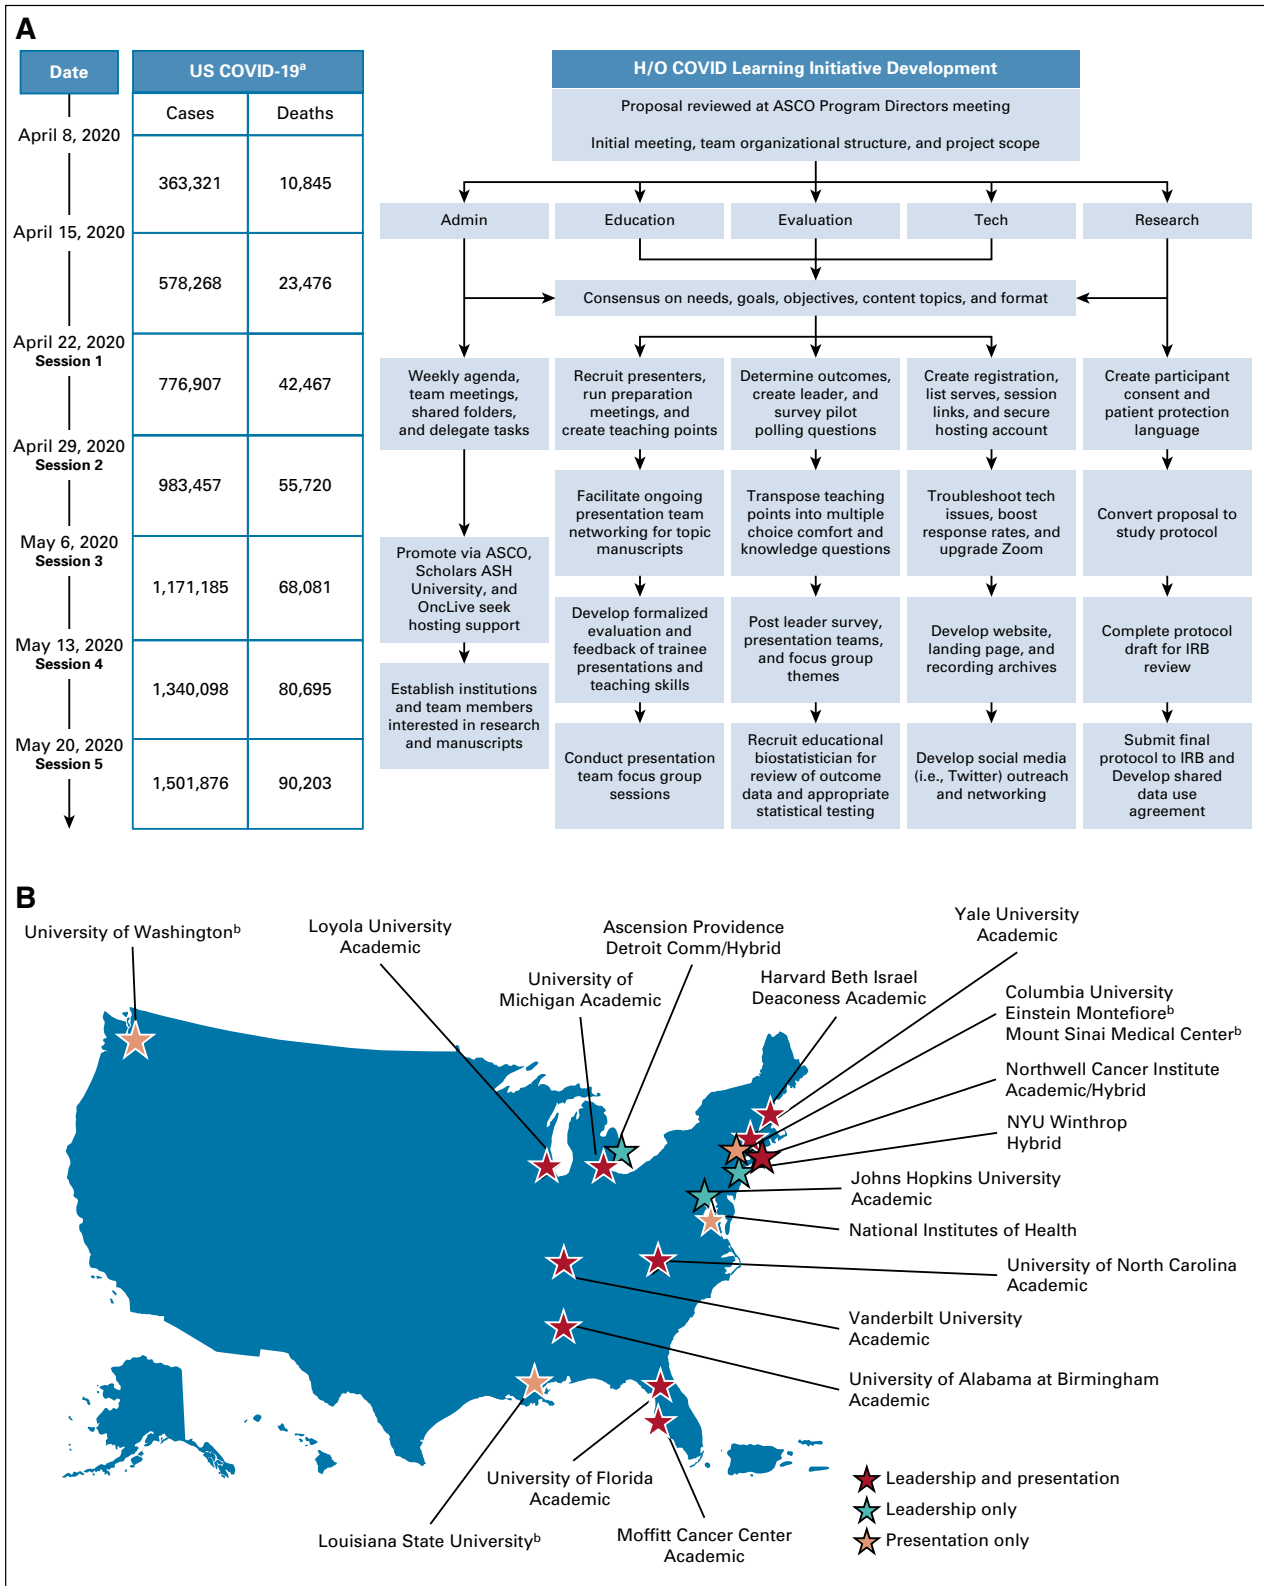 A
Date
US COVID-19a
Cases
Deaths
April 8, 2020
363,321
10,845
April 15, 2020
578,268
23,476
April 22, 2020
Session 1
776,907
42,467
April 29, 2020
Session 2
983,457
55,720
May 6, 2020
Session 3
1,171,185
68,081
May 13, 2020
Session 4
1,340,098
80,695
May 20, 2020
Session 5
1,501,876
90,203
H/O COVID Learning Initiative Development
Proposal reviewed at ASCO Program Directors meeting
Initial meeting, team organizational structure, and project scope
Admin
Education
Evaluation
Tech
Research
Consensus on needs, goals, objectives, content topics, and format
Weekly agenda,
team meetings,
shared folders,
and delegate tasks
Recruit presenters,
run preparation
meetings, and
create teaching points
Determine outcomes,
create leader, and
survey pilot
polling questions
Create registration,
list serves, session
links, and secure
hosting account
Create participant
consent and
patient protection
language
Facilitate ongoing
presentation team
networking for topic
manuscripts
Transpose teaching
points into multiple
choice comfort and
knowledge questions
Troubleshoot tech
issues, boost
response rates, and
upgrade Zoom
Convert proposal to
study protocol
Promote via ASCO,
Scholars ASH
University, and
OncLive seek
hosting support
Develop formalized
evaluation and
feedback of trainee
presentations and
teaching skills
Post leader survey,
presentation teams,
and focus group
themes
Develop website,
landing page, and
recording archives
Complete protocol
draft for IRB
review
Establish institutions
and team members
interested in research
and manuscripts
Conduct presentation
team focus group
sessions
Recruit educational
biostatistician for
review of outcome
data and appropriate
statistical testing
Develop social media
(i.e., Twitter) outreach
and networking
Submit final
protocol to IRB and
Develop shared
data use
agreement
B
University of Washingtonb
Loyola University
Academic
University of
Michigan Academic
Ascension Providence
Detroit Comm/Hybrid
Harvard Beth Israel
Deaconess Academic
Yale University
Academic
Columbia University
Einstein Montefioreb
Mount Sinai Medical Centerb
Northwell Cancer Institute
Academic/Hybrid
NYU Winthrop
Hybrid
Johns Hopkins University
Academic
National Institutes of Health
University of North Carolina
Academic
Vanderbilt University
Academic
University of Alabama at Birmingham
Academic
University of Florida
Academic
Louisiana State Universityb
Moffitt Cancer Center
Academic
Leadership and presentation
Leadership only
Presentation only